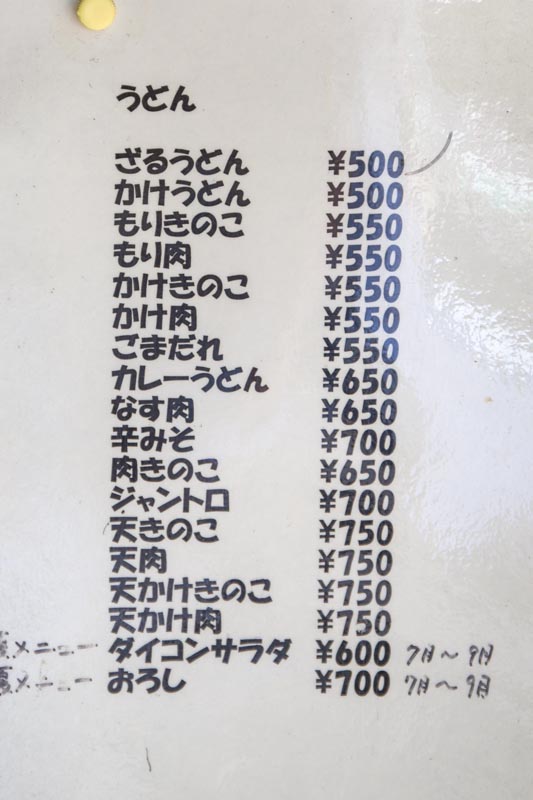 うどん
ざるうどん ¥500
かけうどん ¥500
もりきのこ ¥550
もり肉 ¥550
かけきのこ ¥550
かけ肉 ¥550
ごまだれ ¥550
カレーうどん ¥650
なす肉 ¥650
辛みそ ¥700
肉きのこ ¥650
ジャントロ ¥700
天きのこ ¥750
天肉 ¥750
天かけきのこ ¥750
天かけ肉 ¥750
夏メニュー ダイコンサラダ ¥600 7月〜9月
夏メニュー おろし ¥700 7月〜9月